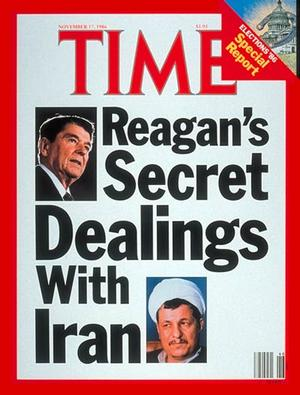 NOVEMBER 17, 1986
$1.95
ELECTIONS '86
Special
Report
TIME
Reagan's
Secret
Dealings
With
Iran